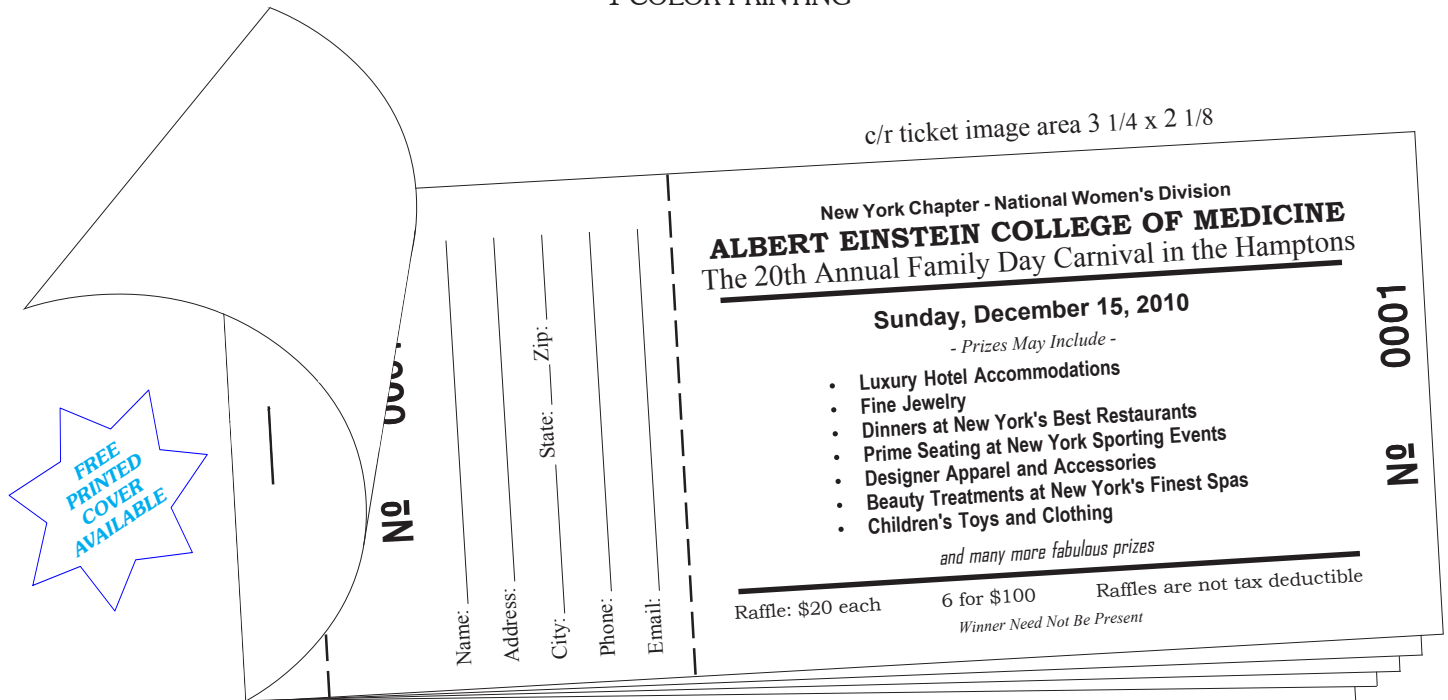 1 COLOR PRINTING
c/r ticket image area 3 1/4 x 2 1/8
New York Chapter - National Women's Division
ALBERT EINSTEIN COLLEGE OF MEDICINE
The 20th Annual Family Day Carnival in the Hamptons
Sunday, December 15, 2010
- Prizes May Include -
• Luxury Hotel Accommodations
• Fine Jewelry
• Dinners at New York's Best Restaurants
• Prime Seating at New York Sporting Events
• Designer Apparel and Accessories
• Beauty Treatments at New York's Finest Spas
• Children's Toys and Clothing
and many more fabulous prizes
Raffle: $20 each 6 for $100 Raffles are not tax deductible
Winner Need Not Be Present
Nº 0001
Name:
Address:
City: State: Zip:
Phone:
Email:
Nº
FREE
PRINTED
COVER
AVAILABLE